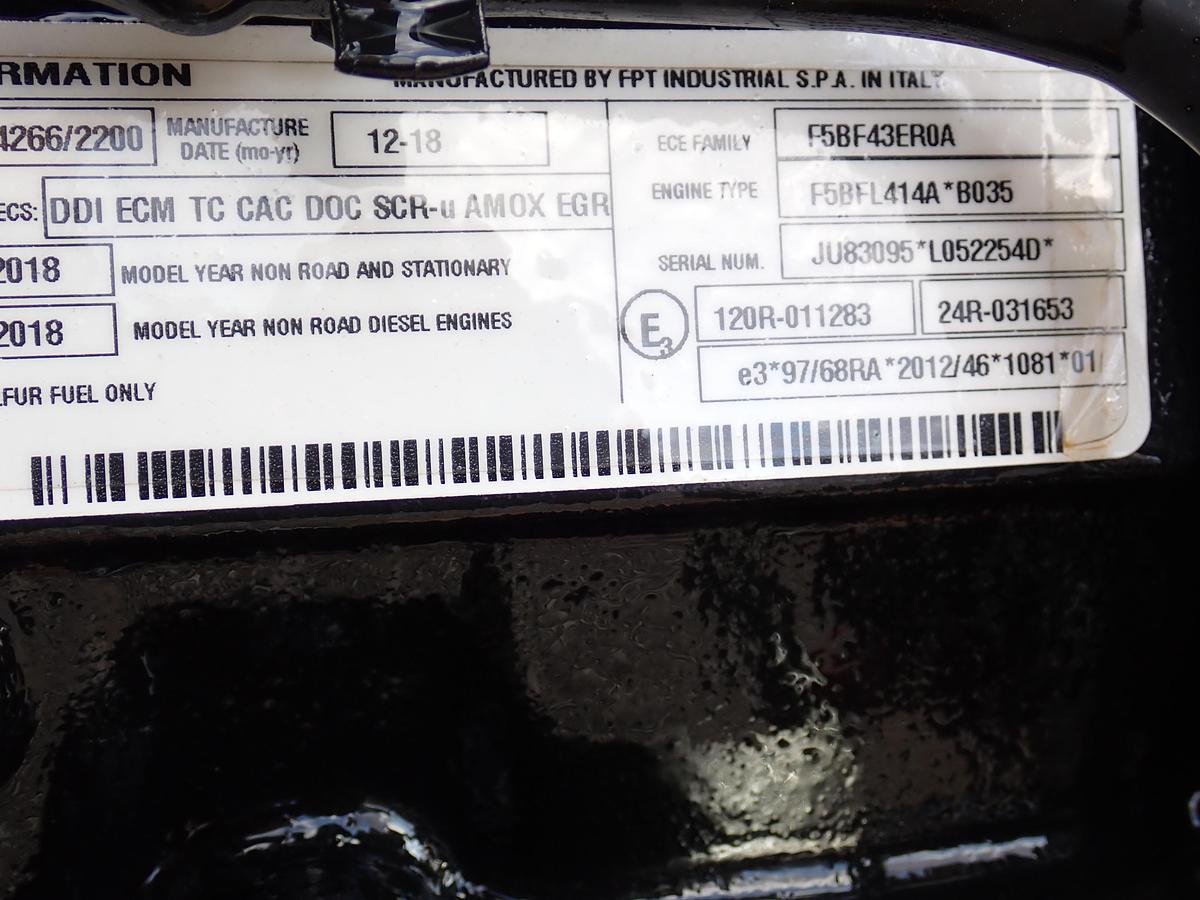 RMATION MANUFACTURED BY FPT INDUSTRIAL S.P.A. IN ITALY
4266/2200 MANUFACTURE DATE (mo-yr) 12-18
ECS: DDI ECM TC CAC DOC SCR-u AMOX EGR
2018 MODEL YEAR NON ROAD AND STATIONARY
2018 MODEL YEAR NON ROAD DIESEL ENGINES
LFUR FUEL ONLY
ECE FAMILY F5BF43ER0A
ENGINE TYPE F5BFL414A*B035
SERIAL NUM. JU83095*L052254D*
E3 120R-011283 24R-031653
e3*97/68RA*2012/46*1081*01